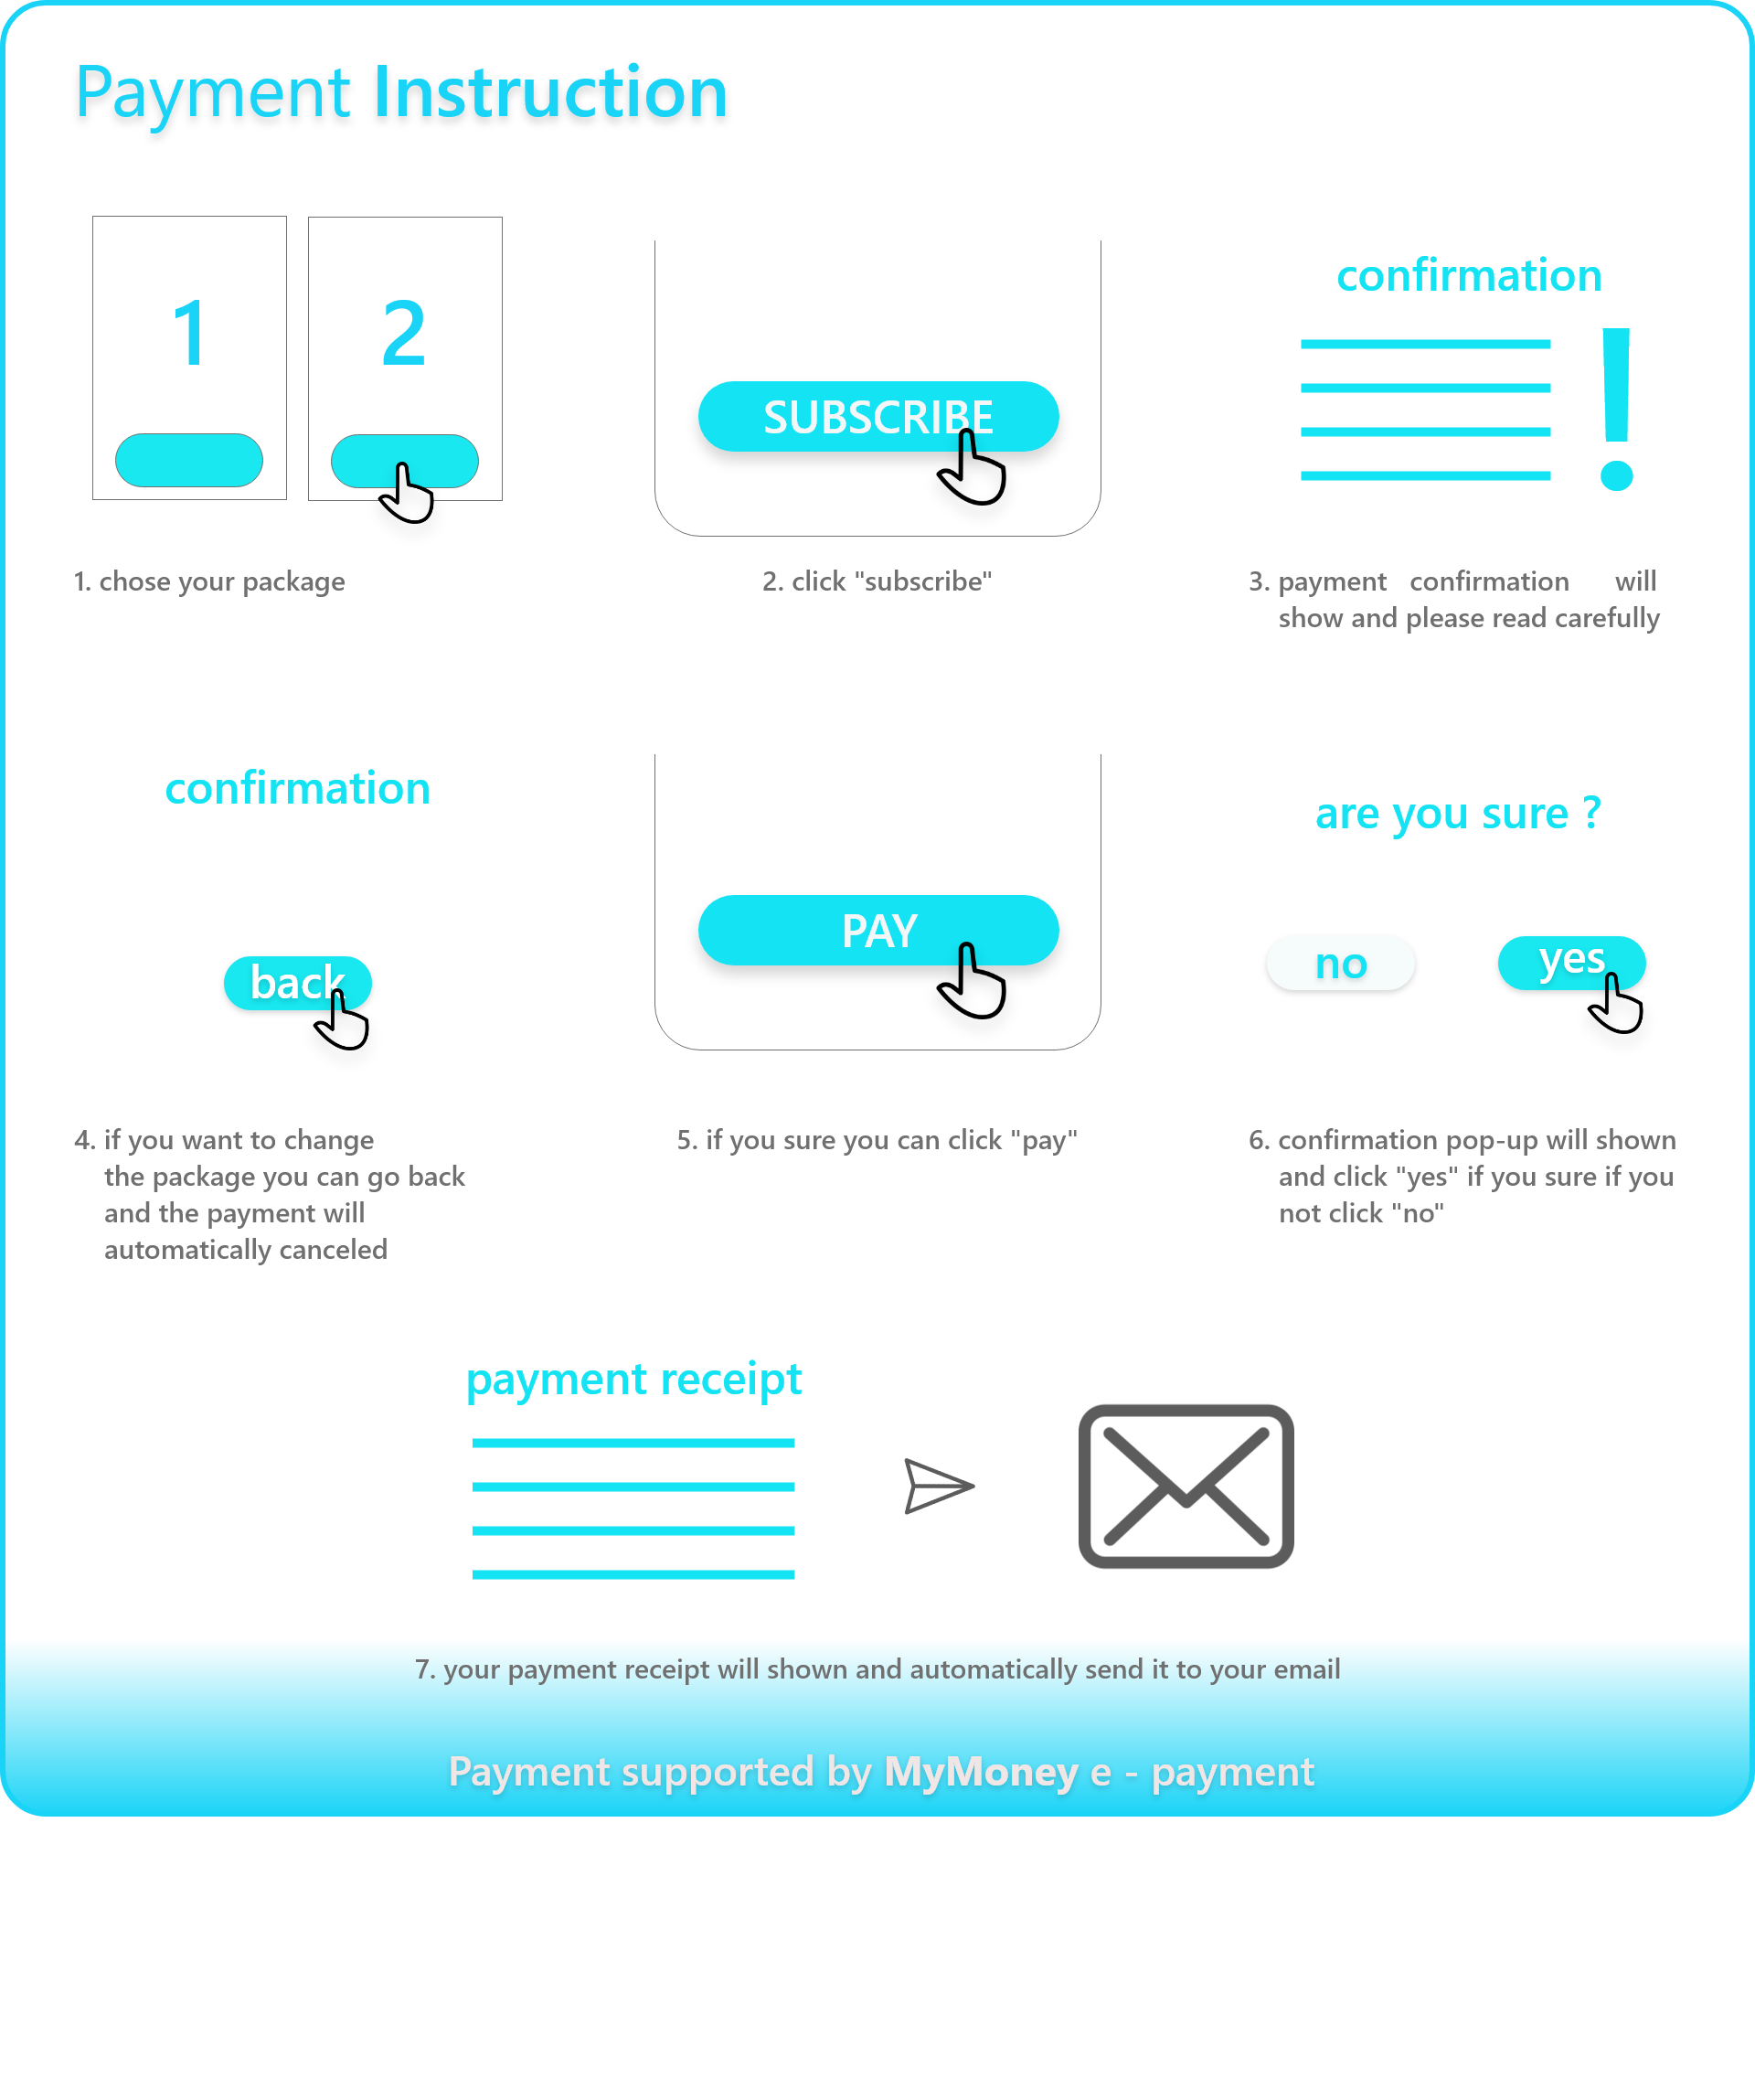 Payment Instruction
1
2
1. chose your package
SUBSCRIBE
2. click "subscribe"
confirmation
!
3. payment confirmation will
show and please read carefully
confirmation
back
4. if you want to change
the package you can go back
and the payment will
automatically canceled
PAY
5. if you sure you can click "pay"
are you sure ?
no
yes
6. confirmation pop-up will shown
and click "yes" if you sure if you
not click "no"
payment receipt
7. your payment receipt will shown and automatically send it to your email
Payment supported by MyMoney e - payment